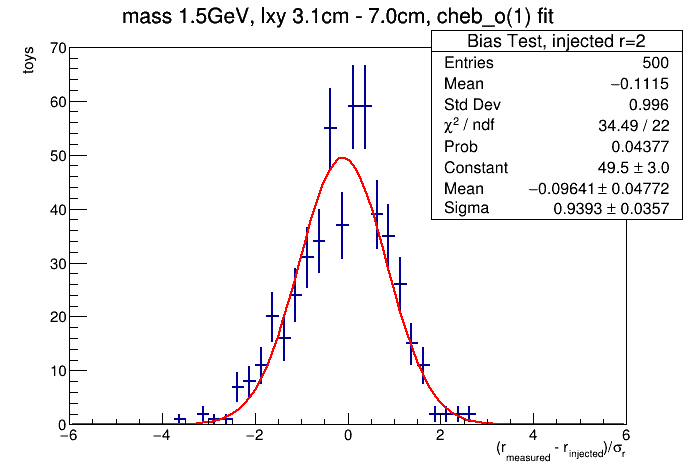 mass 1.5GeV, lxy 3.1cm - 7.0cm, cheb_o(1) fit
Bias Test, injected r=2
Entries 500
Mean −0.1115
Std Dev 0.996
χ² / ndf 34.49 / 22
Prob 0.04377
Constant 49.5 ± 3.0
Mean −0.09641 ± 0.04772
Sigma 0.9393 ± 0.0357
toys
70
60
50
40
30
20
10
0
−6 −4 −2 0 2 4 6
(r_measured - r_injected)/σ_r